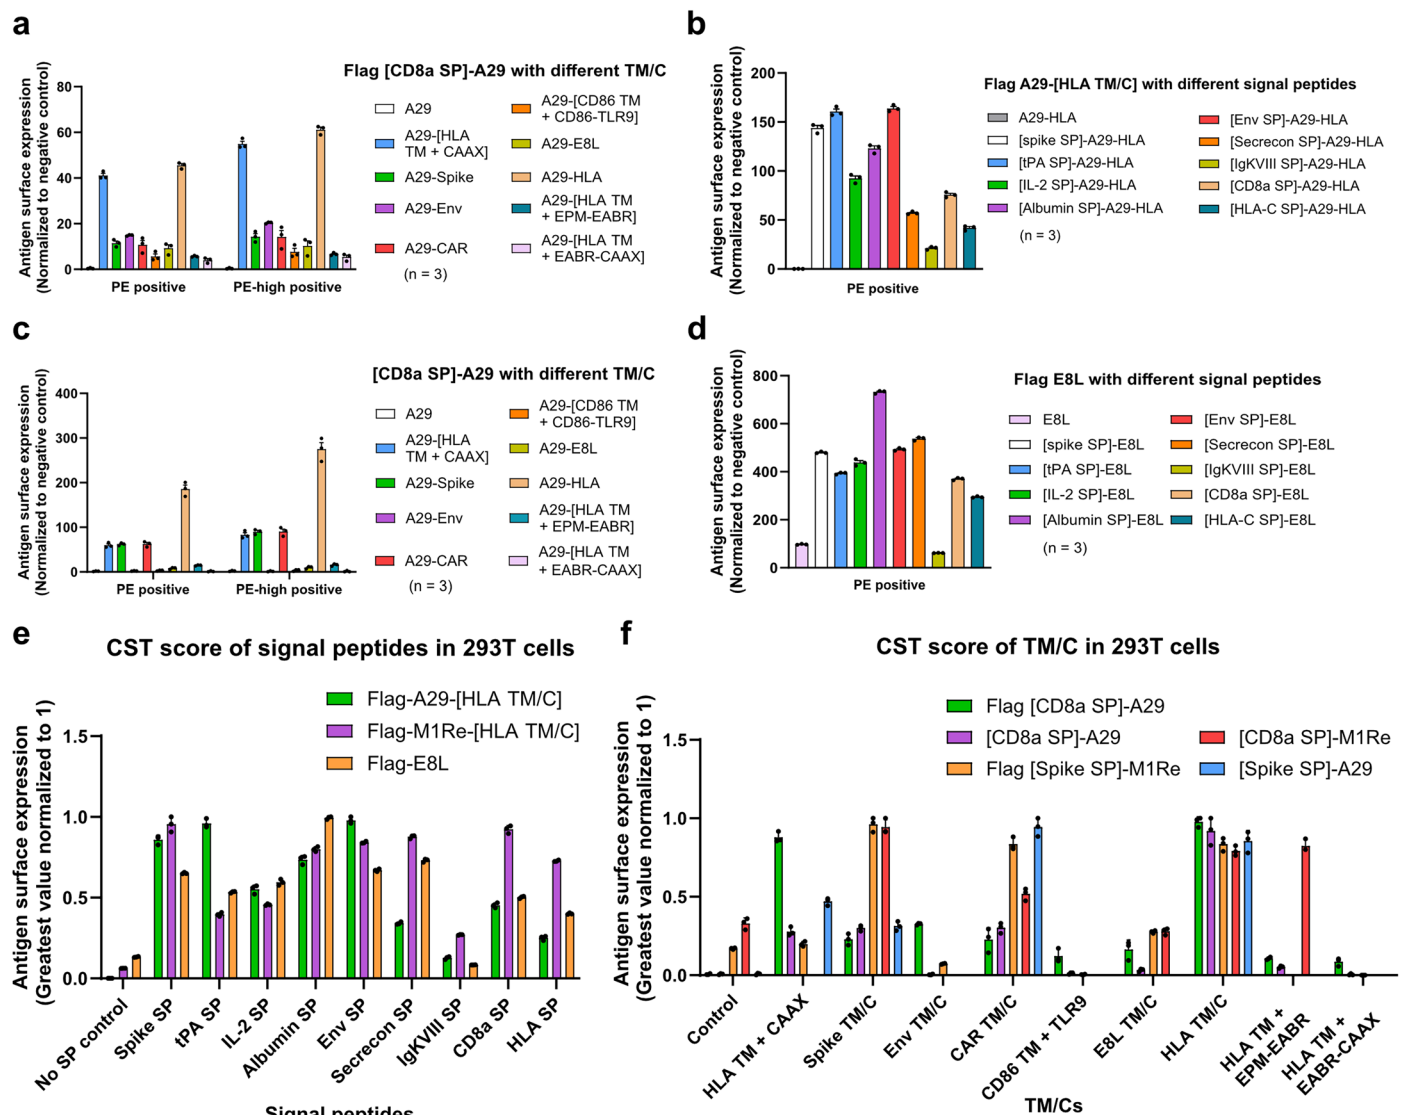 a
Flag [CD8a SP]-A29 with different TM/C
Antigen surface expression
(Normalized to negative control)
80
60
40
20
0
PE positive
PE-high positive
A29
A29-[HLA
TM + CAAX]
A29-Spike
A29-Env
A29-CAR
(n = 3)
A29-[CD86 TM
+ CD86-TLR9]
A29-E8L
A29-HLA
A29-[HLA TM
+ EPM-EABR]
A29-[HLA TM
+ EABR-CAAX]
b
Flag A29-[HLA TM/C] with different signal peptides
Antigen surface expression
(Normalized to negative control)
200
150
100
50
0
PE positive
A29-HLA
[spike SP]-A29-HLA
[tPA SP]-A29-HLA
[IL-2 SP]-A29-HLA
[Albumin SP]-A29-HLA
(n = 3)
[Env SP]-A29-HLA
[Secrecon SP]-A29-HLA
[IgKVIII SP]-A29-HLA
[CD8a SP]-A29-HLA
[HLA-C SP]-A29-HLA
c
[CD8a SP]-A29 with different TM/C
Antigen surface expression
(Normalized to negative control)
400
300
200
100
0
PE positive
PE-high positive
A29
A29-[HLA
TM + CAAX]
A29-Spike
A29-Env
A29-CAR
(n = 3)
A29-[CD86 TM
+ CD86-TLR9]
A29-E8L
A29-HLA
A29-[HLA TM
+ EPM-EABR]
A29-[HLA TM
+ EABR-CAAX]
d
Flag E8L with different signal peptides
Antigen surface expression
(Normalized to negative control)
800
600
400
200
0
PE positive
E8L
[spike SP]-E8L
[tPA SP]-E8L
[IL-2 SP]-E8L
[Albumin SP]-E8L
(n = 3)
[Env SP]-E8L
[Secrecon SP]-E8L
[IgKVIII SP]-E8L
[CD8a SP]-E8L
[HLA-C SP]-E8L
e
CST score of signal peptides in 293T cells
Flag-A29-[HLA TM/C]
Flag-M1Re-[HLA TM/C]
Flag-E8L
Antigen surface expression
(Greatest value normalized to 1)
1.5
1.0
0.5
0.0
No SP control
Spike SP
tPA SP
IL-2 SP
Albumin SP
Env SP
Secrecon SP
IgKVIII SP
CD8a SP
HLA SP
Signal peptides
f
CST score of TM/C in 293T cells
Flag [CD8a SP]-A29
[CD8a SP]-A29
Flag [Spike SP]-M1Re
[CD8a SP]-M1Re
[Spike SP]-A29
Antigen surface expression
(Greatest value normalized to 1)
1.5
1.0
0.5
0.0
Control
HLA TM + CAAX
Spike TM/C
Env TM/C
CAR TM/C
CD86 TM + TLR9
E8L TM/C
HLA TM/C
HLA TM +
EPM-EABR
HLA TM +
EABR-CAAX
TM/Cs